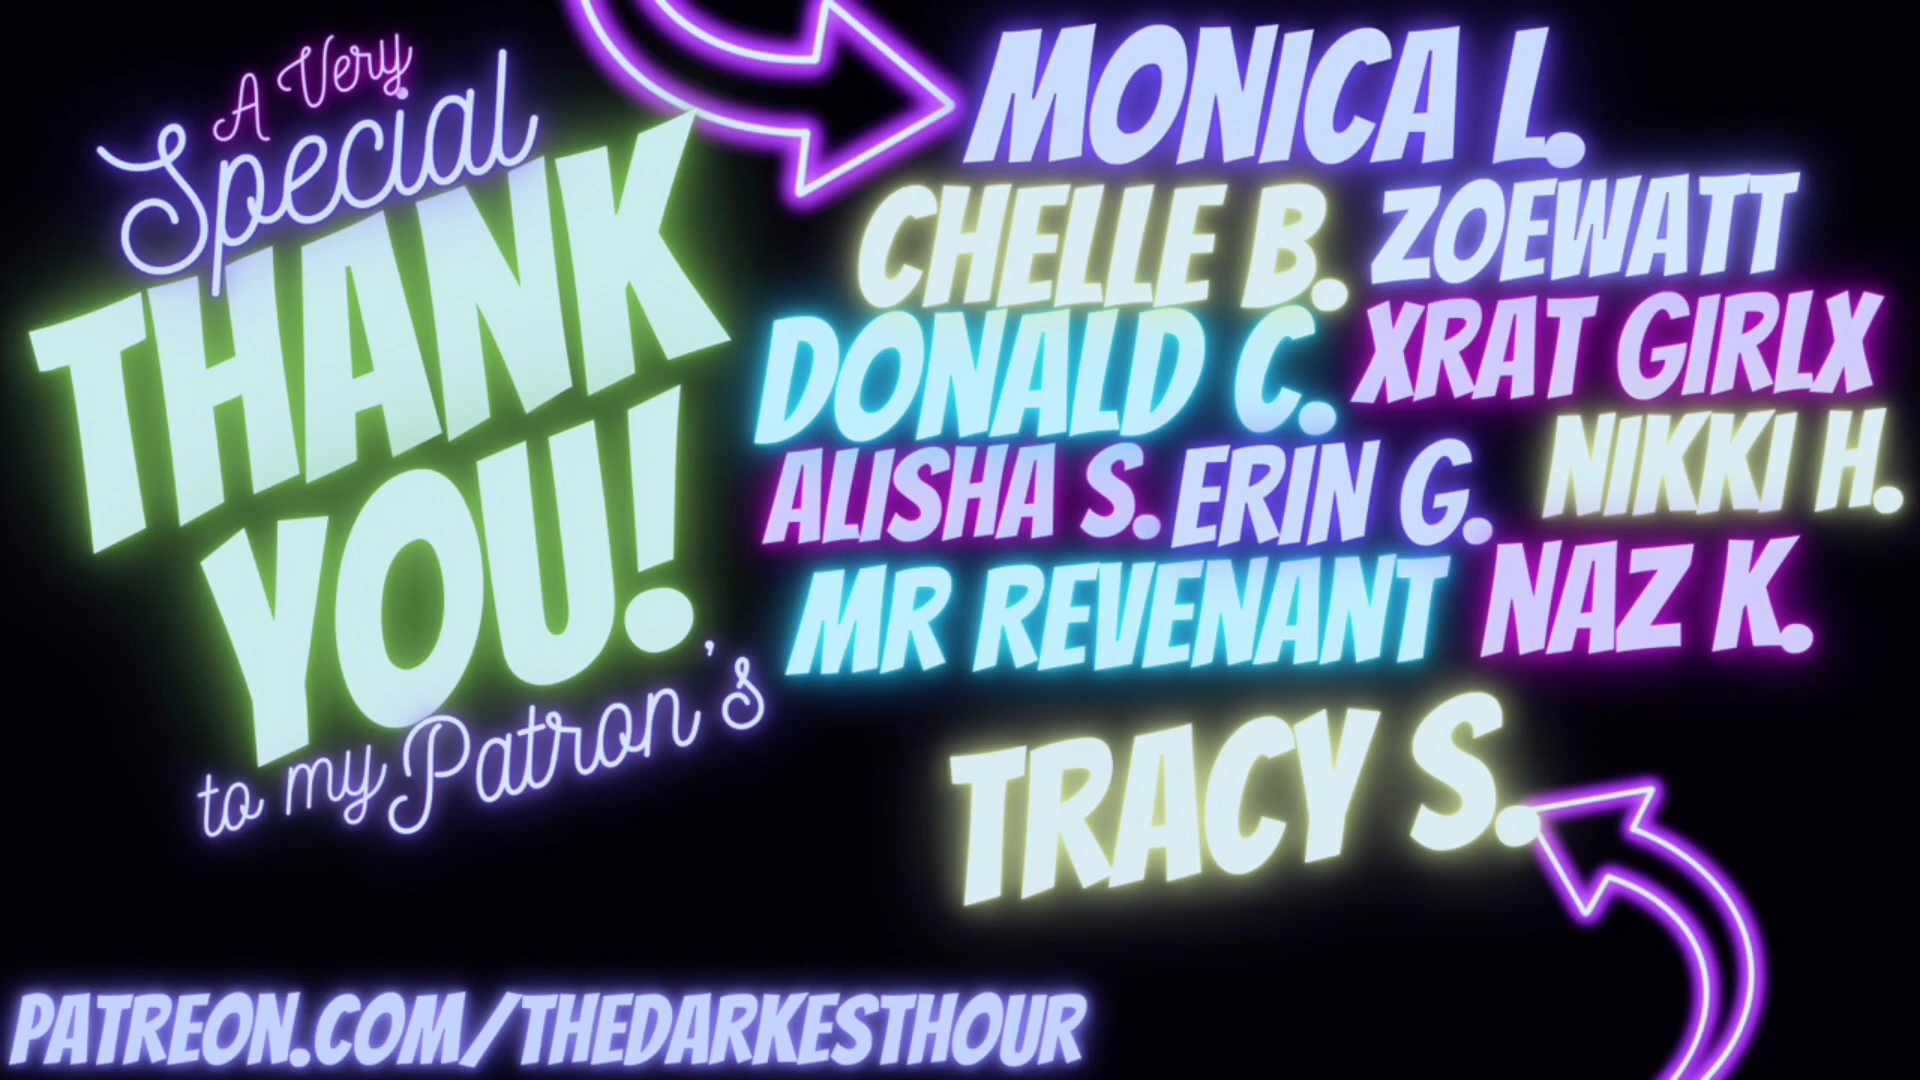 A Very
Special
THANK
YOU!
to my Patron's
MONICA L.
CHELLE B. ZOEWATT
DONALD C. XRAT GIRLX
ALISHA S. ERIN G. NIKKI H.
MR REVENANT NAZ K.
TRACY S.
PATREON.COM/THEDARKESTHOUR